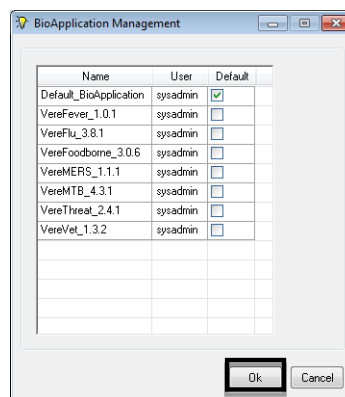 BioApplication Management
Name User Default
Default_BioApplication sysadmin
VereFever_1.0.1 sysadmin
VereFlu_3.8.1 sysadmin
VereFoodborne_3.0.6 sysadmin
VereMERS_1.1.1 sysadmin
VereMTB_4.3.1 sysadmin
VereThreat_2.4.1 sysadmin
VereVet_1.3.2 sysadmin
Ok Cancel